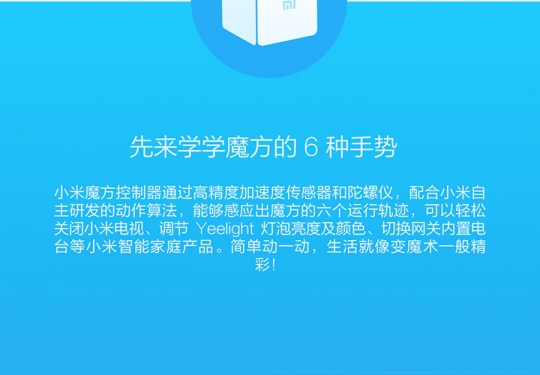 mi
先来学学魔方的 6 种手势
小米魔方控制器通过高精度加速度传感器和陀螺仪，配合小米自
主研发的动作算法，能够感应出魔方的六个运行轨迹，可以轻松
关闭小米电视、调节 Yeelight 灯泡亮度及颜色、切换网关内置电
台等小米智能家庭产品。简单动一动，生活就像变魔术一般精
彩！